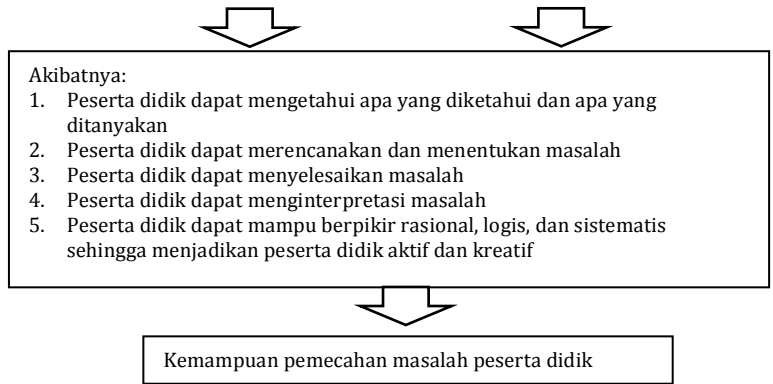 Akibatnya:
1. Peserta didik dapat mengetahui apa yang diketahui dan apa yang
ditanyakan
2. Peserta didik dapat merencanakan dan menentukan masalah
3. Peserta didik dapat menyelesaikan masalah
4. Peserta didik dapat menginterpretasi masalah
5. Peserta didik dapat mampu berpikir rasional, logis, dan sistematis
sehingga menjadikan peserta didik aktif dan kreatif
Kemampuan pemecahan masalah peserta didik